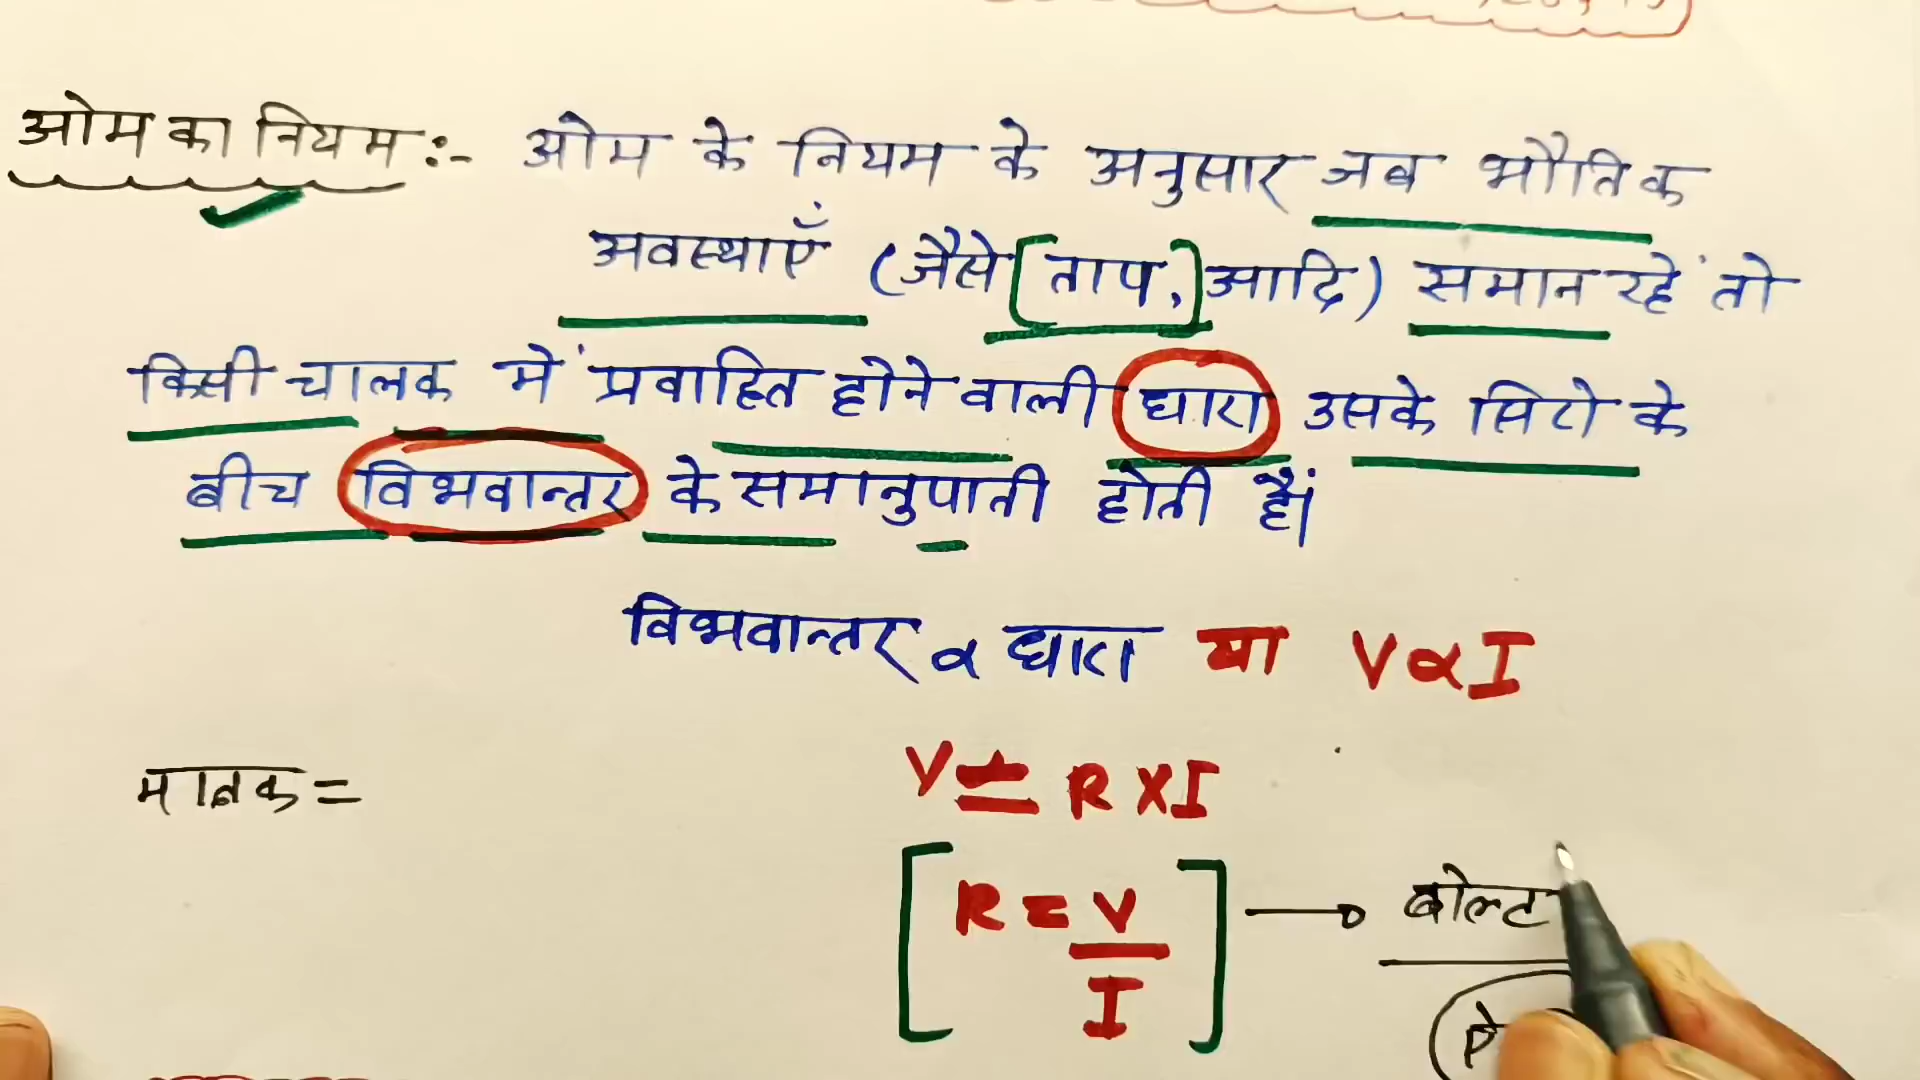 ओम का नियम :- ओम के नियम के अनुसार जब भौतिक
अवस्थाएँ (जैसे [ताप,] आदि) समान रहें तो
किसी चालक में प्रवाहित होने वाली धारा उसके सिरो के
बीच विभवान्तर के समानुपाती होती हैं।
विभवान्तर ∝ धारा या V ∝ I
V = R X I
मात्रक =
[R = V
I] → बोल्ट